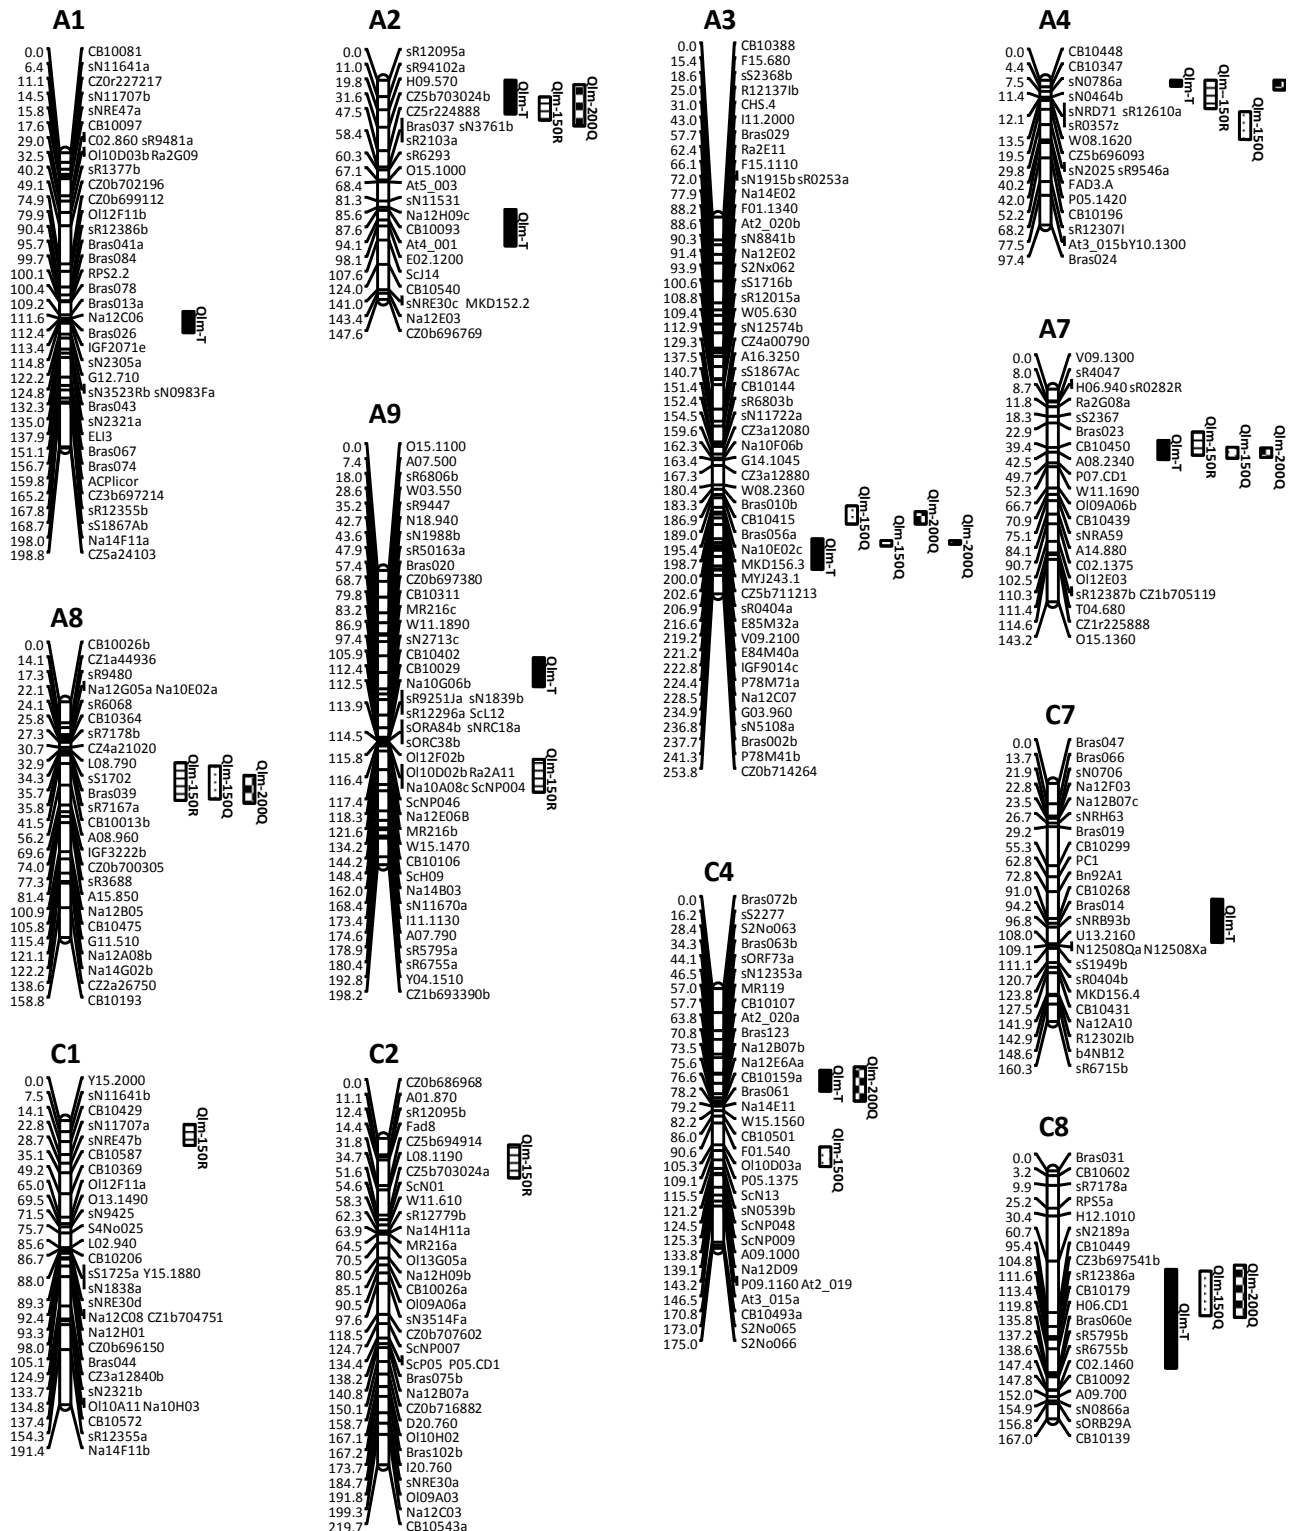 A1
0.0 CB10081
6.4 sN11641a
11.1 CZ0r227217
14.5 sN11707b
15.8 sNRE47a
17.6 CB10097
29.0 C02.860 sR9481a
32.5 Ol10D03b Ra2G09
40.2 sR1377b
49.1 CZ0b702196
74.9 CZ0b699112
79.9 Ol12F11b
90.4 sR12386b
95.7 Bras041a
99.7 Bras084
100.1 RPS2.2
100.4 Bras078
109.2 Bras013a
111.6 Na12C06
112.4 Bras026
113.4 IGF2071e
114.8 sN2305a
122.2 G12.710
124.8 sN3523Rb sN0983Fa
132.3 Bras043
135.0 sN2321a
137.9 ELI3
151.1 Bras067
156.7 Bras074
159.8 ACPlicor
165.2 CZ3b697214
167.8 sR12355b
168.7 sS1867Ab
198.0 Na14F11a
198.8 CZ5a24103
Qlm-T
A2
0.0 sR12095a
11.0 sR94102a
19.8 H09.570
31.6 CZ5b703024b
47.5 CZ5r224888
58.4 Bras037 sN3761b
sR2103a
60.3 sR6293
67.1 O15.1000
68.4 At5_003
81.3 sN11531
85.6 Na12H09c
87.6 CB10093
94.1 At4_001
98.1 E02.1200
107.6 ScJ14
124.0 CB10540
141.0 sNRE30c MKD152.2
143.4 Na12E03
147.6 CZ0b696769
Qlm-T
Qlm-150R
Qlm-200Q
Qlm-T
A3
0.0 CB10388
15.4 F15.680
18.6 sS2368b
25.0 R12137Ib
31.0 CHS.4
43.0 I11.2000
57.7 Bras029
62.4 Ra2E11
66.1 F15.1110
72.0 sN1915b sR0253a
77.9 Na14E02
88.2 F01.1340
88.6 At2_020b
90.3 sN8841b
91.4 Na12E02
93.9 S2Nx062
100.6 sS1716b
108.8 sR12015a
109.4 W05.630
112.9 sN12574b
129.3 CZ4a00790
137.5 A16.3250
140.7 sS1867Ac
151.4 CB10144
152.4 sR6803b
154.5 sN11722a
159.6 CZ3a12080
162.3 Na10F06b
163.4 G14.1045
167.3 CZ3a12880
180.4 W08.2360
183.3 Bras010b
186.9 CB10415
189.0 Bras056a
195.4 Na10E02c
198.7 MKD156.3
200.0 MYJ243.1
202.6 CZ5b711213
206.9 sR0404a
216.6 E85M32a
219.2 V09.2100
221.2 E84M40a
222.8 IGF9014c
224.4 P78M71a
228.5 Na12C07
234.9 G03.960
236.8 sN5108a
237.7 Bras002b
241.3 P78M41b
253.8 CZ0b714264
Qlm-T
Qlm-150Q
Qlm-150Q
Qlm-200Q
Qlm-200Q
A4
0.0 CB10448
4.4 CB10347
7.5 sN0786a
11.4 sN0464b
12.1 sNRD71 sR12610a
sR0357z
13.5 W08.1620
19.5 CZ5b696093
29.8 sN2025 sR9546a
40.2 FAD3.A
42.0 P05.1420
52.2 CB10196
68.2 sR12307I
77.5 At3_015b Y10.1300
97.4 Bras024
Qlm-T
Qlm--150R
Qlm-150Q
A7
0.0 V09.1300
8.0 sR4047
8.7 H06.940 sR0282R
11.8 Ra2G08a
18.3 sS2367
22.9 Bras023
39.4 CB10450
42.5 A08.2340
49.7 P07.CD1
52.3 W11.1690
66.7 Ol09A06b
70.9 CB10439
75.1 sNRA59
84.1 A14.880
90.7 C02.1375
102.5 Ol12E03
110.3 sR12387b CZ1b705119
111.4 T04.680
114.6 CZ1r225888
143.2 O15.1360
Qlm-T
Qlm-150R
Qlm-150Q
Qlm-200Q
A8
0.0 CB10026b
14.1 CZ1a44936
17.3 sR9480
22.1 Na12G05a Na10E02a
24.1 sR6068
25.8 CB10364
27.3 sR7178b
30.7 CZ4a21020
32.9 L08.790
34.3 sS1702
35.7 Bras039
35.8 sR7167a
41.5 CB10013b
56.2 A08.960
69.6 IGF3222b
74.0 CZ0b700305
77.3 sR3688
81.4 A15.850
100.9 Na12B05
105.8 CB10475
115.4 G11.510
121.1 Na12A08b
122.2 Na14G02b
138.6 CZ2a26750
158.8 CB10193
Qlm-150R
Qlm-150Q
Qlm-200Q
A9
0.0 O15.1100
7.4 A07.500
18.0 sR6806b
28.6 W03.550
35.2 sR9447
42.7 N18.940
43.6 sN1988b
47.9 sR50163a
57.4 Bras020
68.7 CZ0b697380
79.8 CB10311
83.2 MR216c
86.9 W11.1890
97.4 sN2713c
105.9 CB10402
112.4 CB10029
112.5 Na10G06b
113.9 sR9251Ja sN1839b
sR12296a ScL12
114.5 sORA84b sNRC18a
sORC38b
115.8 Ol12F02b
116.4 Ol10D02b Ra2A11
Na10A08c ScNP004
117.4 ScNP046
118.3 Na12E06B
121.6 MR216b
134.2 W15.1470
144.2 CB10106
148.4 ScH09
162.0 Na14B03
168.4 sN11670a
173.4 I11.1130
174.6 A07.790
178.9 sR5795a
180.4 sR6755a
192.8 Y04.1510
198.2 CZ1b693390b
Qlm-T
Qlm-150R
C4
0.0 Bras072b
16.2 sS2277
28.4 S2No063
34.3 Bras063b
44.1 sORF73a
46.5 sN12353a
57.0 MR119
57.7 CB10107
63.8 At2_020a
70.8 Bras123
73.5 Na12B07b
75.6 Na12E6Aa
76.6 CB10159a
78.2 Bras061
79.2 Na14E11
82.2 W15.1560
86.0 CB10501
90.6 F01.540
105.3 Ol10D03a
109.1 P05.1375
115.5 ScN13
121.2 sN0539b
124.5 ScNP048
125.3 ScNP009
133.8 A09.1000
139.1 Na12D09
143.2 P09.1160 At2_019
146.5 At3_015a
170.8 CB10493a
173.0 S2No065
175.0 S2No066
Qlm-T
Qlm-200Q
Qlm-150Q
C7
0.0 Bras047
13.7 Bras066
21.9 sN0706
22.8 Na12F03
23.5 Na12B07c
26.7 sNRH63
29.2 Bras019
55.3 CB10299
62.8 PC1
72.8 Bn92A1
91.0 CB10268
94.2 Bras014
96.8 sNRB93b
108.0 U13.2160
109.1 N12508Qa N12508Xa
111.1 sS1949b
120.7 sR0404b
123.8 MKD156.4
127.5 CB10431
141.9 Na12A10
142.9 R12302Ib
148.6 b4NB12
160.3 sR6715b
Qlm-T
C1
0.0 Y15.2000
7.5 sN11641b
14.1 CB10429
22.8 sN11707a
28.7 sNRE47b
35.1 CB10587
49.2 CB10369
65.0 Ol12F11a
69.5 O13.1490
71.5 sN9425
75.7 S4No025
85.6 L02.940
86.7 CB10206
88.0 sS1725a Y15.1880
sN1838a
89.3 sNRE30d
92.4 Na12C08 CZ1b704751
93.3 Na12H01
98.0 CZ0b696150
105.1 Bras044
124.9 CZ3a12840b
133.7 sN2321b
134.8 Ol10A11 Na10H03
137.4 CB10572
154.3 sR12355a
191.4 Na14F11b
Qlm-150R
C2
0.0 CZ0b686968
11.1 A01.870
12.4 sR12095b
14.4 Fad8
31.8 CZ5b694914
34.7 L08.1190
51.6 CZ5b703024a
54.6 ScN01
58.3 W11.610
62.3 sR12779b
63.9 Na14H11a
64.5 MR216a
70.5 Ol13G05a
80.5 Na12H09b
85.1 CB10026a
90.5 Ol09A06a
97.6 sN3514Fa
118.5 CZ0b707602
124.7 ScNP007
134.4 ScP05 P05.CD1
138.2 Bras075b
140.8 Na12B07a
150.1 CZ0b716882
158.7 D20.760
167.1 Ol10H02
167.2 Bras102b
173.7 I20.760
184.7 sNRE30a
191.8 Ol09A03
199.3 Na12C03
219.7 CB10543a
Qlm-150R
C8
0.0 Bras031
3.2 CB10602
9.9 sR7178a
25.2 RPS5a
30.4 H12.1010
60.7 sN2189a
95.4 CB10449
104.8 CZ3b697541b
111.6 sR12386a
113.4 CB10179
119.8 H06.CD1
135.8 Bras060e
137.2 sR5795b
138.6 sR6755b
147.4 C02.1460
147.8 CB10092
152.0 A09.700
154.9 sN0866a
156.8 sORB29A
167.0 CB10139
Qlm-T
Qlm-150Q
Qlm-200Q